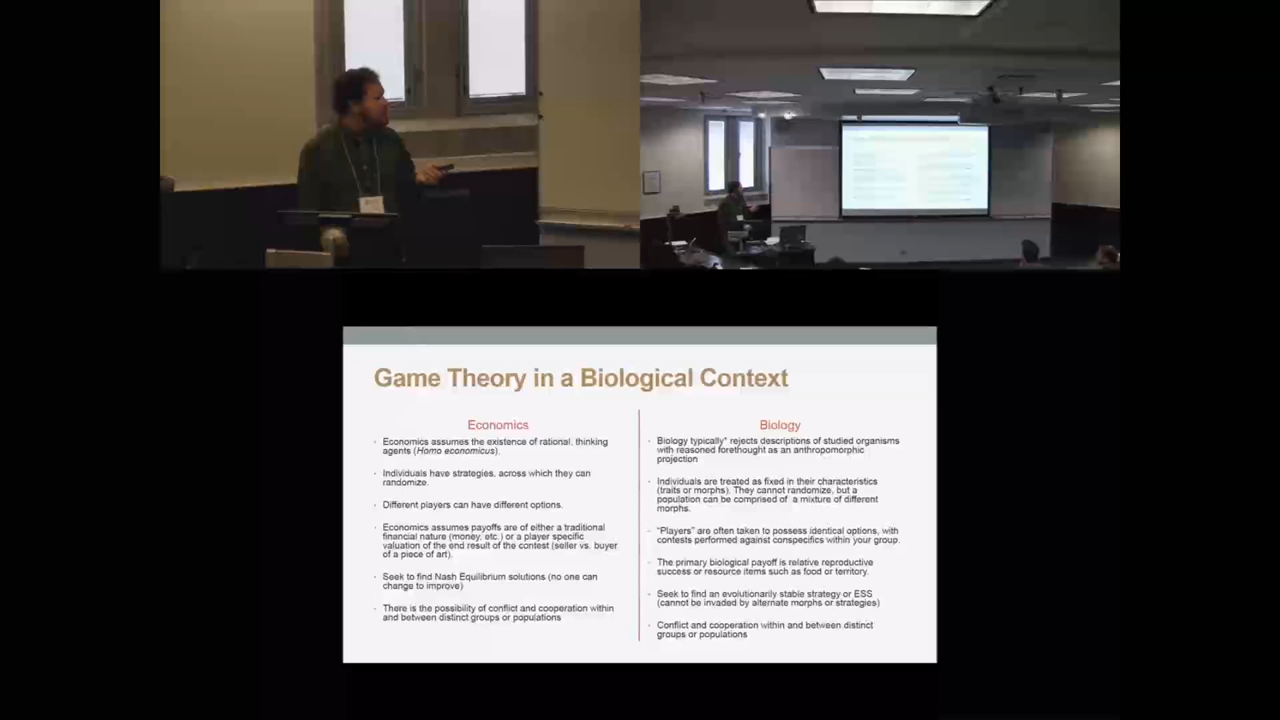 Game Theory in a Biological Context
Economics
· Economics assumes the existence of rational, thinking
agents (Homo economicus).
· Individuals have strategies, across which they can
randomize.
· Different players can have different options.
· Economics assumes payoffs are of either a traditional
financial nature (money, etc.) or a player specific
valuation of the end result of the contest (seller vs. buyer
of a piece of art).
· Seek to find Nash Equilibrium solutions (no one can
change to improve)
· There is the possibility of conflict and cooperation within
and between distinct groups or populations
Biology
· Biology typically* rejects descriptions of studied organisms
with reasoned forethought as an anthropomorphic
projection
· Individuals are treated as fixed in their characteristics
(traits or morphs). They cannot randomize, but a
population can be comprised of a mixture of different
morphs.
· "Players" are often taken to possess identical options, with
contests performed against conspecifics within your group.
· The primary biological payoff is relative reproductive
success or resource items such as food or territory.
· Seek to find an evolutionarily stable strategy or ESS
(cannot be invaded by alternate morphs or strategies)
· Conflict and cooperation within and between distinct
groups or populations